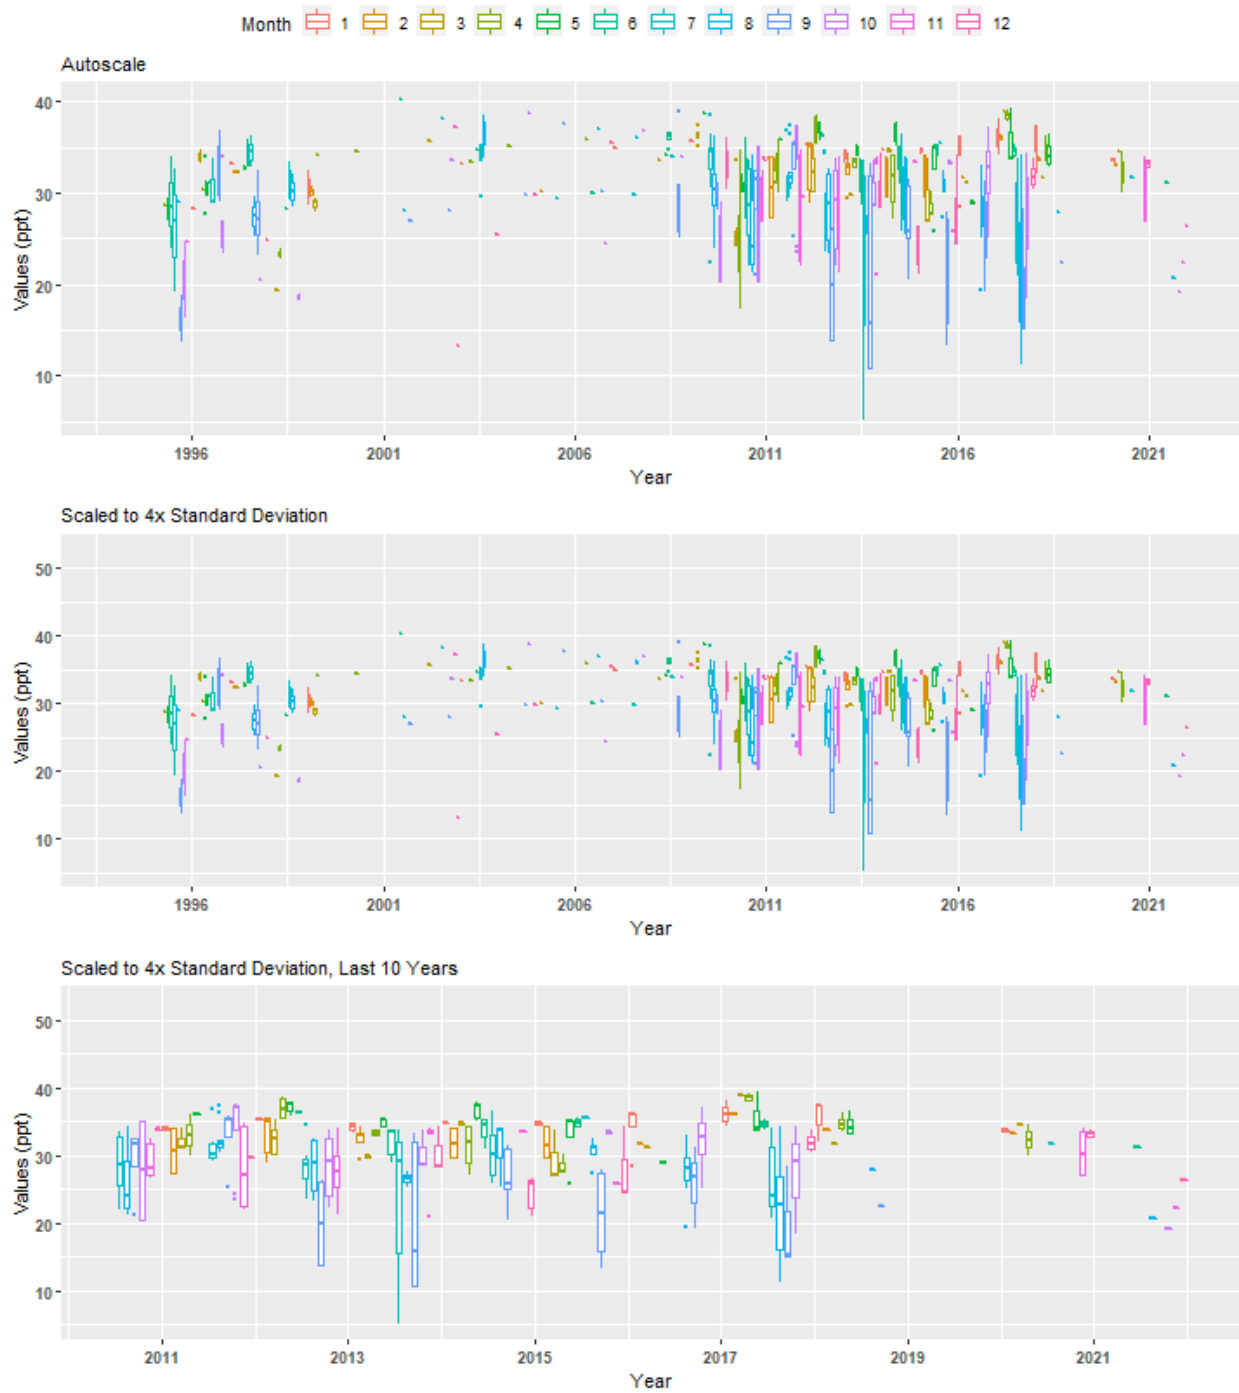 Month 1 2 3 4 5 6 7 8 9 10 11 12
Autoscale
Values (ppt)
40
30
20
10
1996 2001 2006 2011 2016 2021
Year
Scaled to 4x Standard Deviation
Values (ppt)
50
40
30
20
10
1996 2001 2006 2011 2016 2021
Year
Scaled to 4x Standard Deviation, Last 10 Years
Values (ppt)
50
40
30
20
10
2011 2013 2015 2017 2019 2021
Year